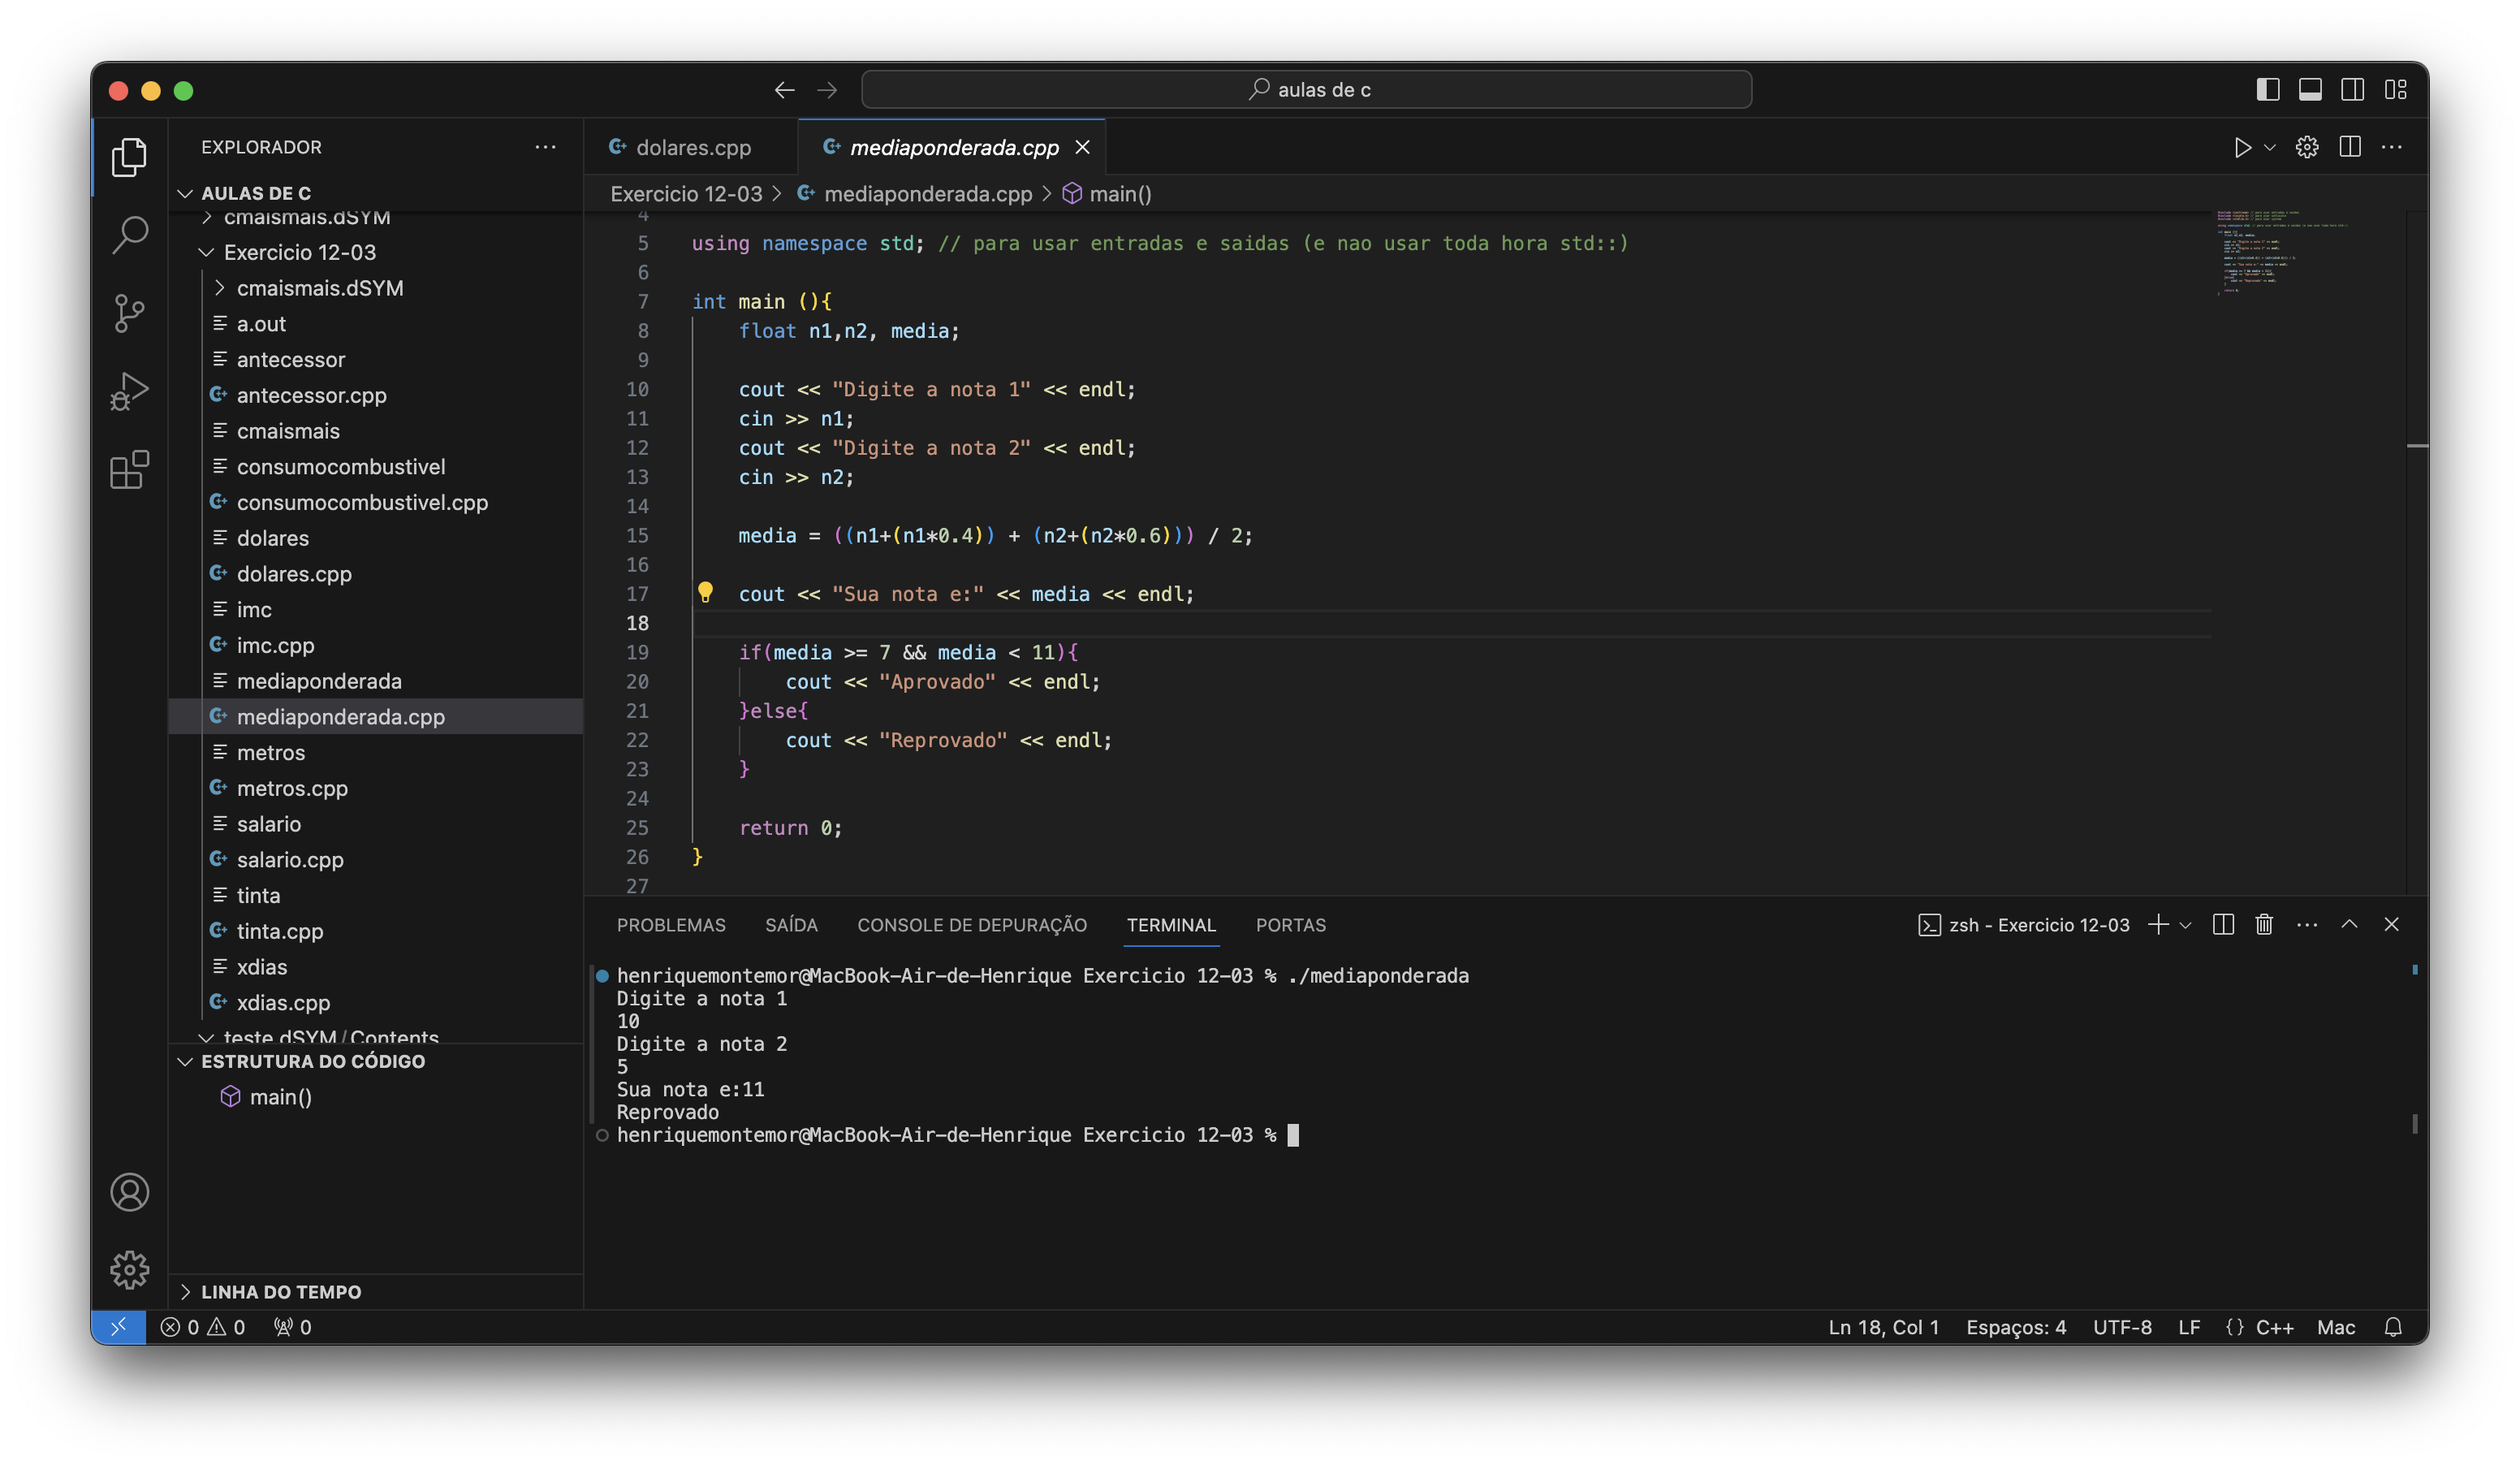 aulas de c
EXPLORADOR
AULAS DE C
cmaismais.dSYM
Exercicio 12-03
cmaismais.dSYM
a.out
antecessor
antecessor.cpp
cmaismais
consumocombustivel
consumocombustivel.cpp
dolares
dolares.cpp
imc
imc.cpp
mediaponderada
mediaponderada.cpp
metros
metros.cpp
salario
salario.cpp
tinta
tinta.cpp
xdias
xdias.cpp
teste.dSYM/Contents
ESTRUTURA DO CÓDIGO
main()
LINHA DO TEMPO
dolares.cpp
mediaponderada.cpp
Exercicio 12-03 > mediaponderada.cpp > main()
4
5 using namespace std; // para usar entradas e saidas (e nao usar toda hora std::)
6
7 int main (){
8 float n1,n2, media;
9
10 cout << "Digite a nota 1" << endl;
11 cin >> n1;
12 cout << "Digite a nota 2" << endl;
13 cin >> n2;
14
15 media = ((n1+(n1*0.4)) + (n2+(n2*0.6))) / 2;
16
17 cout << "Sua nota e:" << media << endl;
18
19 if(media >= 7 && media < 11){
20 cout << "Aprovado" << endl;
21 }else{
22 cout << "Reprovado" << endl;
23 }
24
25 return 0;
26 }
27
PROBLEMAS SAÍDA CONSOLE DE DEPURAÇÃO TERMINAL PORTAS
zsh - Exercicio 12-03
henriquemontemor@MacBook-Air-de-Henrique Exercicio 12-03 % ./mediaponderada
Digite a nota 1
10
Digite a nota 2
5
Sua nota e:11
Reprovado
henriquemontemor@MacBook-Air-de-Henrique Exercicio 12-03 %
0 0 0
Ln 18, Col 1 Espaços: 4 UTF-8 LF {} C++ Mac